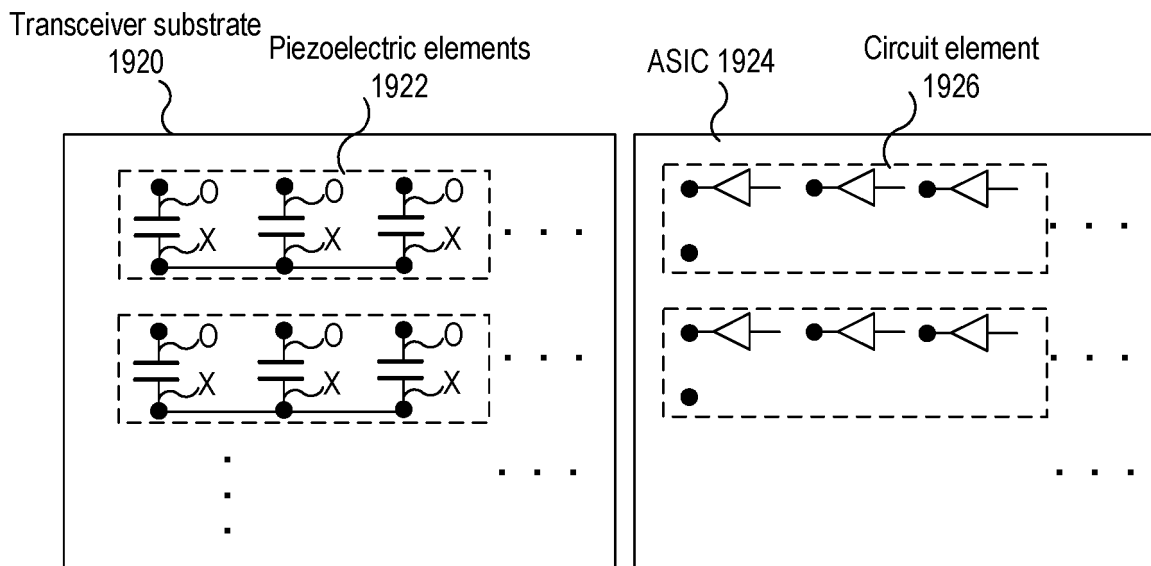 Transceiver substrate
1920
Piezoelectric elements
1922
ASIC 1924
Circuit element
1926
O O O
X X X
O O O
X X X